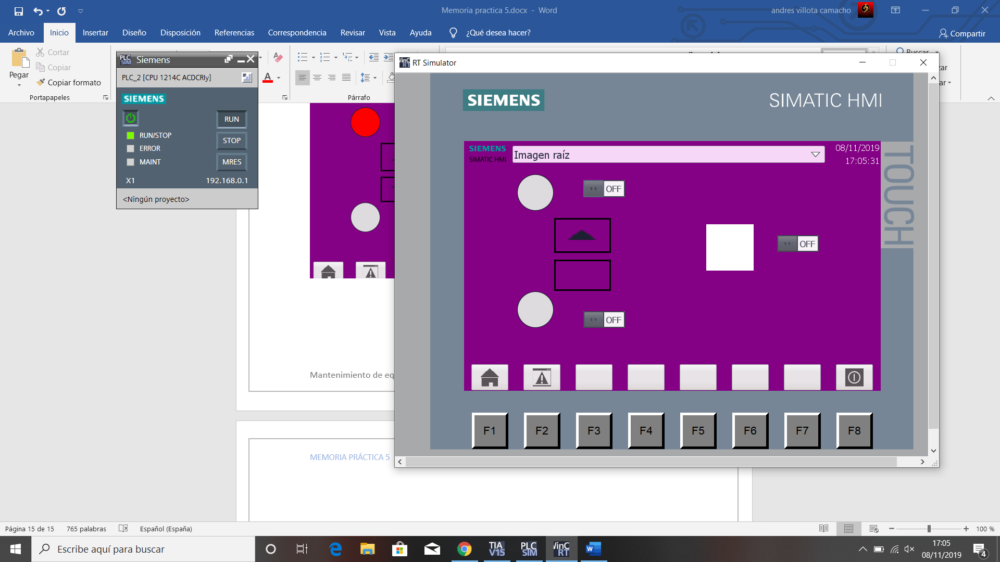 Memoria practica 5.docx - Word
andres villota camacho
Archivo
Inicio
Insertar
Diseño
Disposición
Referencias
Correspondencia
Revisar
Vista
Ayuda
¿Qué desea hacer?
Compartir
Pegar
Cortar
Copiar
Copiar formato
Portapapeles
Párrafo
Buscar
PLC SIM
Siemens
PLC_2 [CPU 1214C ACDCRly]
SIEMENS
RUN/STOP
ERROR
MAINT
RUN
STOP
MRES
X1
192.168.0.1
<Ningún proyecto>
WinC RT
RT Simulator
SIEMENS
SIMATIC HMI
SIEMENS
SIMATIC HMI
Imagen raíz
08/11/2019
17:05:31
TOUCH
OFF
OFF
OFF
F1
F2
F3
F4
F5
F6
F7
F8
Mantenimiento de eq
MEMORIA PRÁCTICA 5
Página 15 de 15
765 palabras
Español (España)
100 %
Escribe aquí para buscar
TIA V15
PLC SIM
WinC RT
17:05
08/11/2019
4